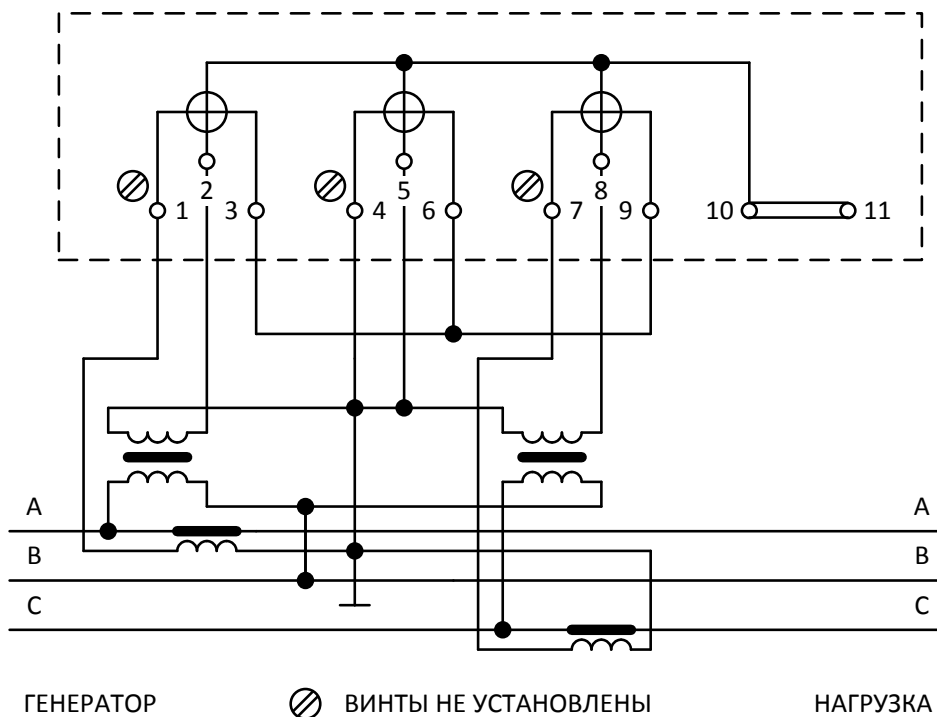 2 5 8
1 3 4 6 7 9 10 11
A A
B B
C C
ГЕНЕРАТОР ВИНТЫ НЕ УСТАНОВЛЕНЫ НАГРУЗКА